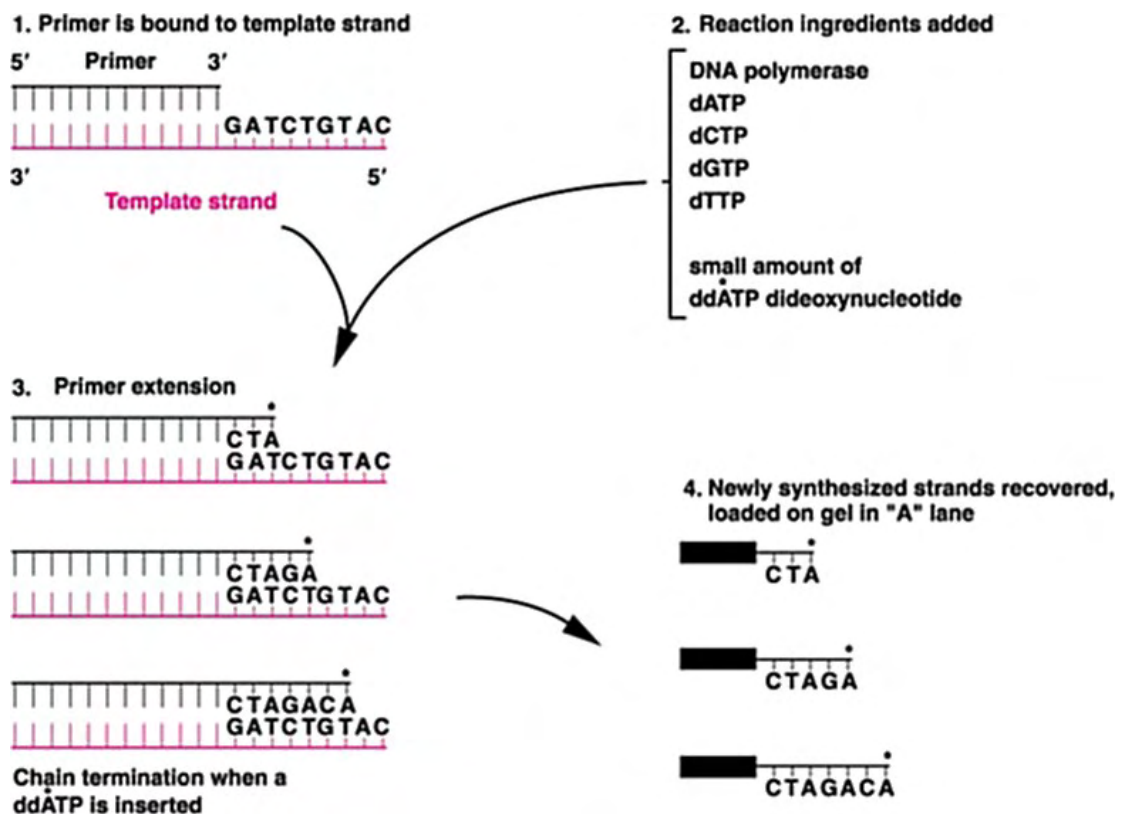 1. Primer is bound to template strand
5′ Primer 3′
GATCTGTAC
3′ 5′
Template strand
2. Reaction ingredients added
DNA polymerase
dATP
dCTP
dGTP
dTTP
small amount of
ddATP dideoxynucleotide
3. Primer extension
CTA
GATCTGTAC
CTAGA
GATCTGTAC
CTAGACA
GATCTGTAC
Chain termination when a
ddATP is inserted
4. Newly synthesized strands recovered,
loaded on gel in "A" lane
CTA
CTAGA
CTAGACA